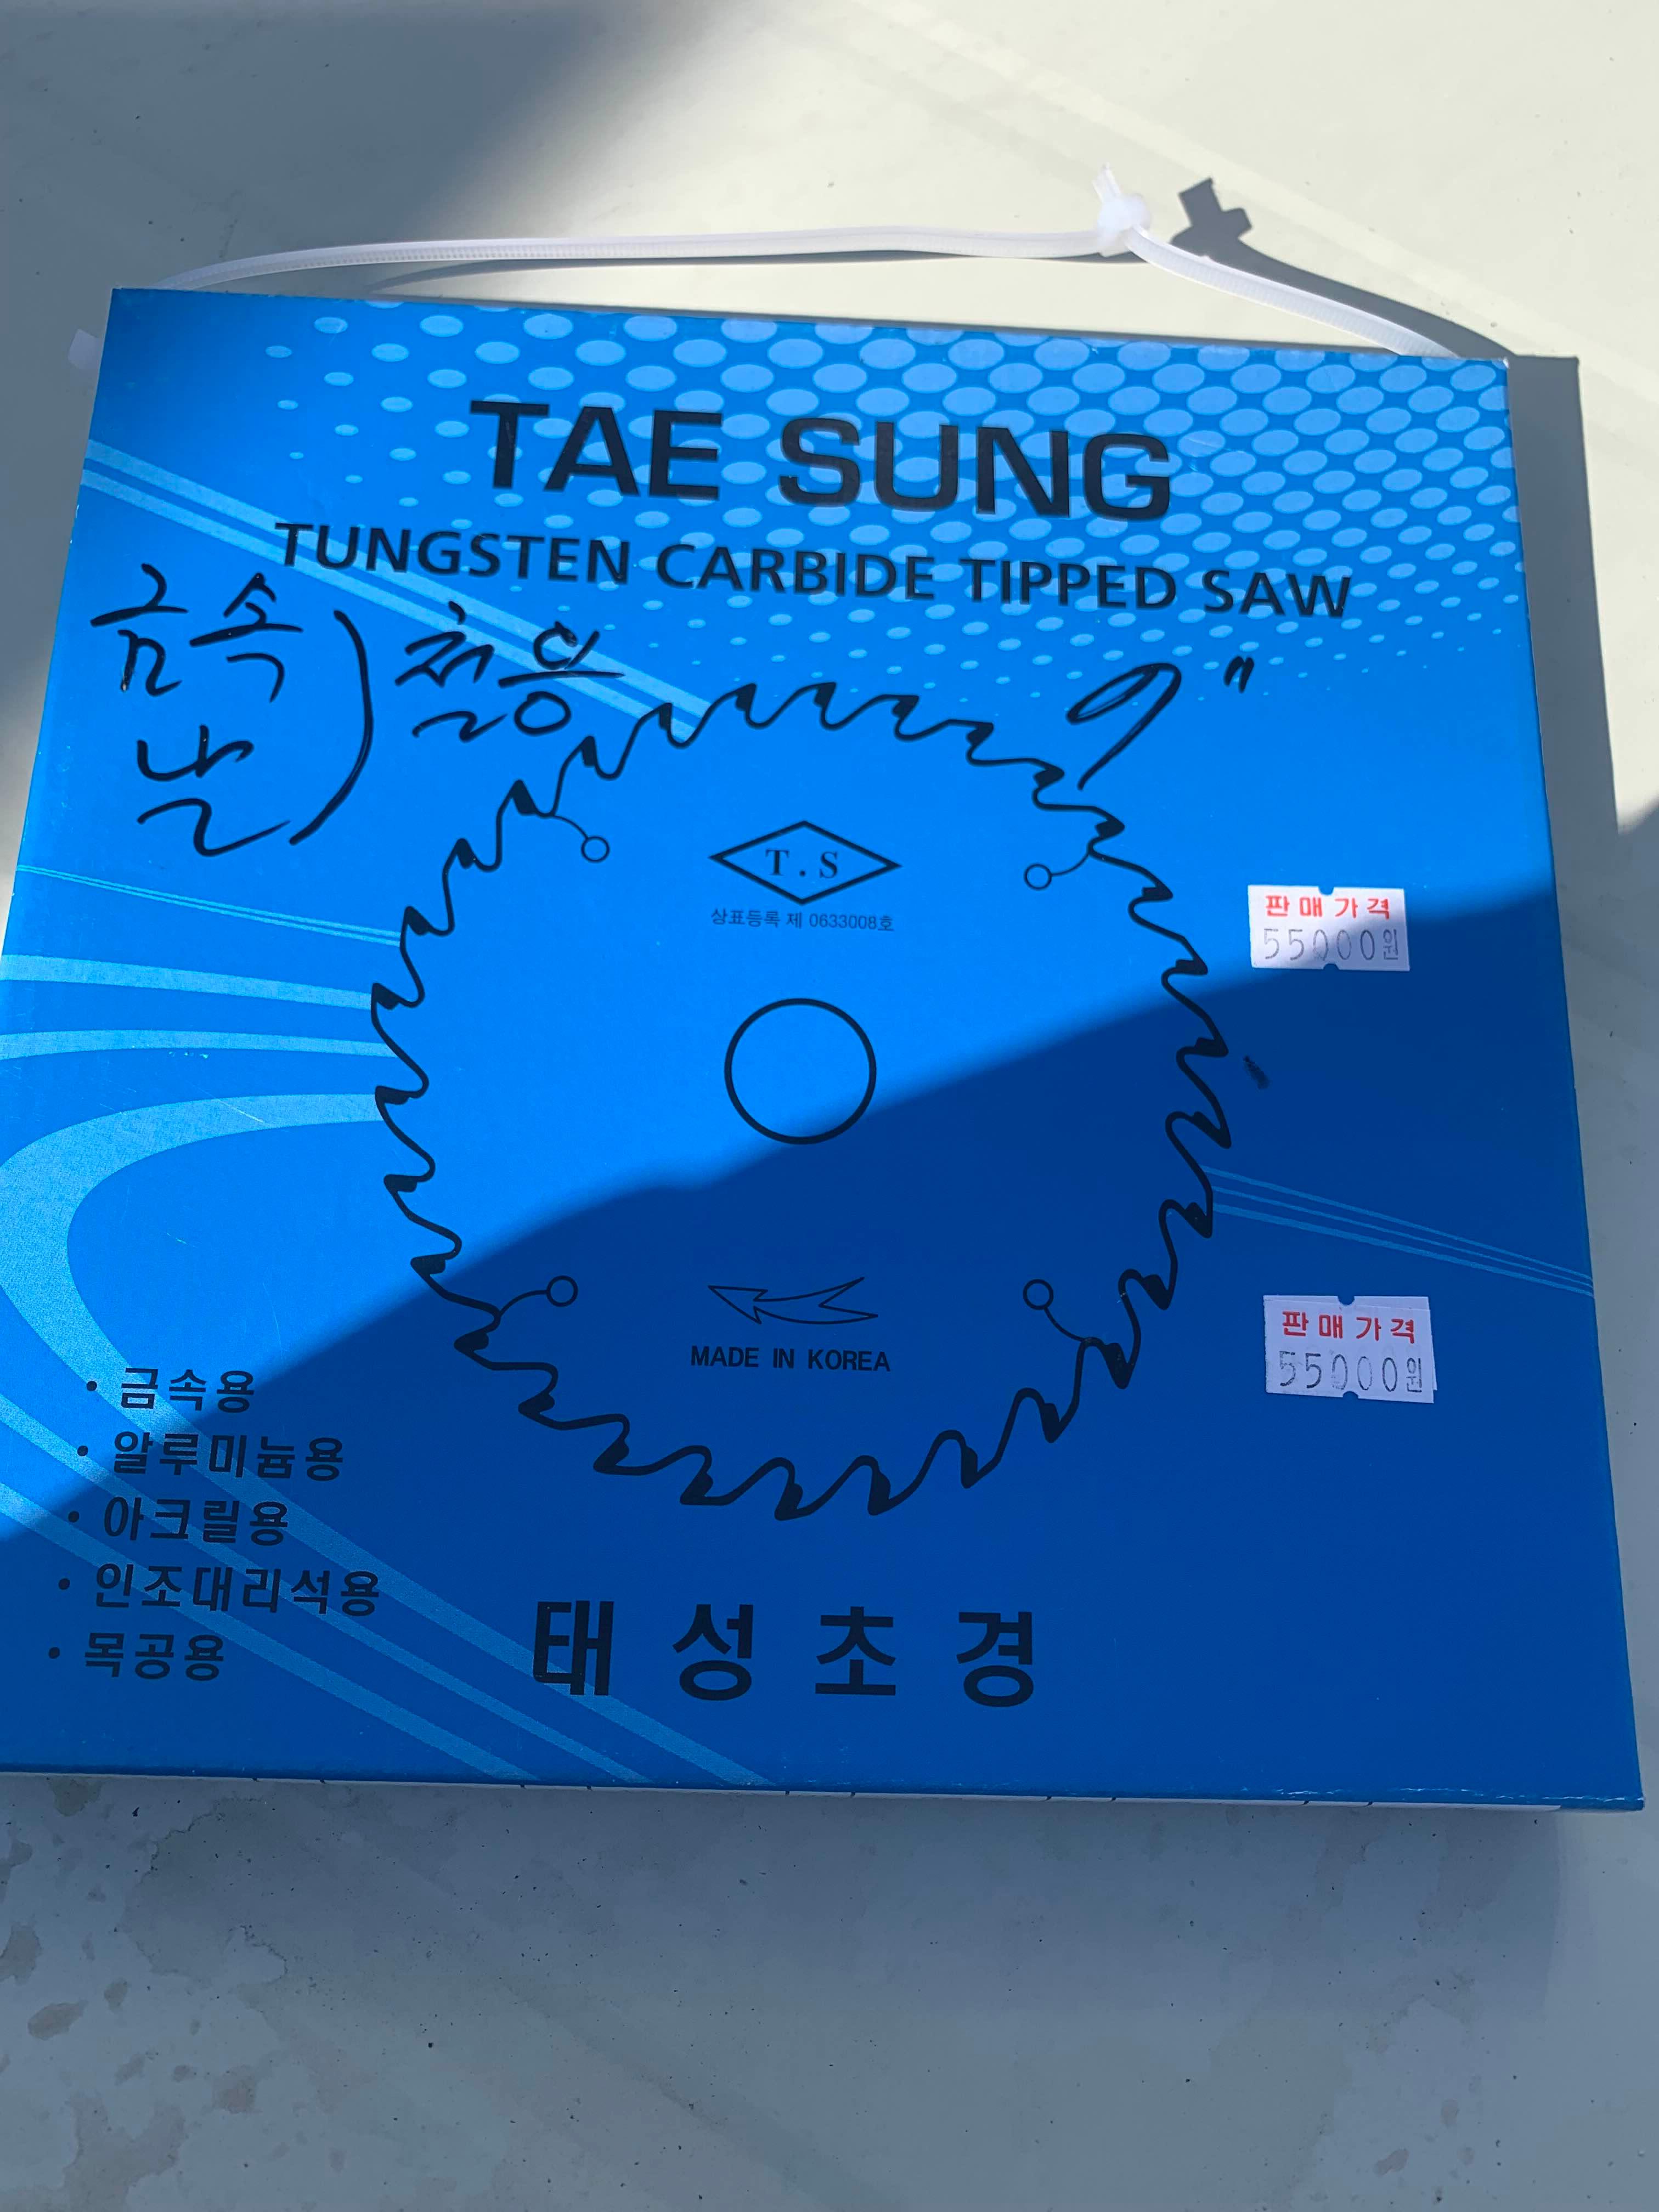 TAE SUNG
TUNGSTEN CARBIDE TIPPED SAW
금속
날
철용
9"
T.S
상표등록 제 0633008호
판매가격
55000원
MADE IN KOREA
판매가격
55000원
• 금속용
• 알루미늄용
• 아크릴용
• 인조대리석용
• 목공용
태성초경